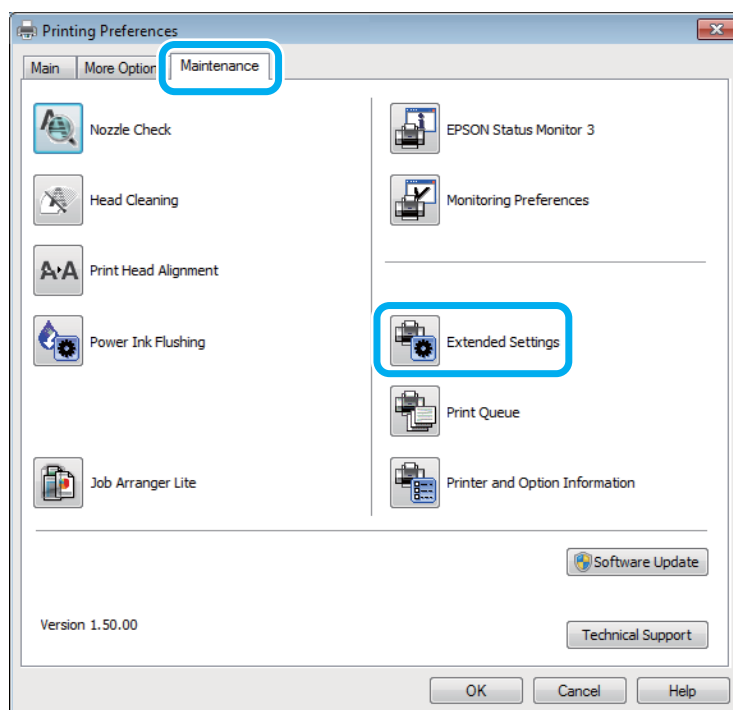 Printing Preferences
Main
More Option
Maintenance
Nozzle Check
EPSON Status Monitor 3
Head Cleaning
Monitoring Preferences
Print Head Alignment
Power Ink Flushing
Extended Settings
Print Queue
Job Arranger Lite
Printer and Option Information
Software Update
Version 1.50.00
Technical Support
OK
Cancel
Help